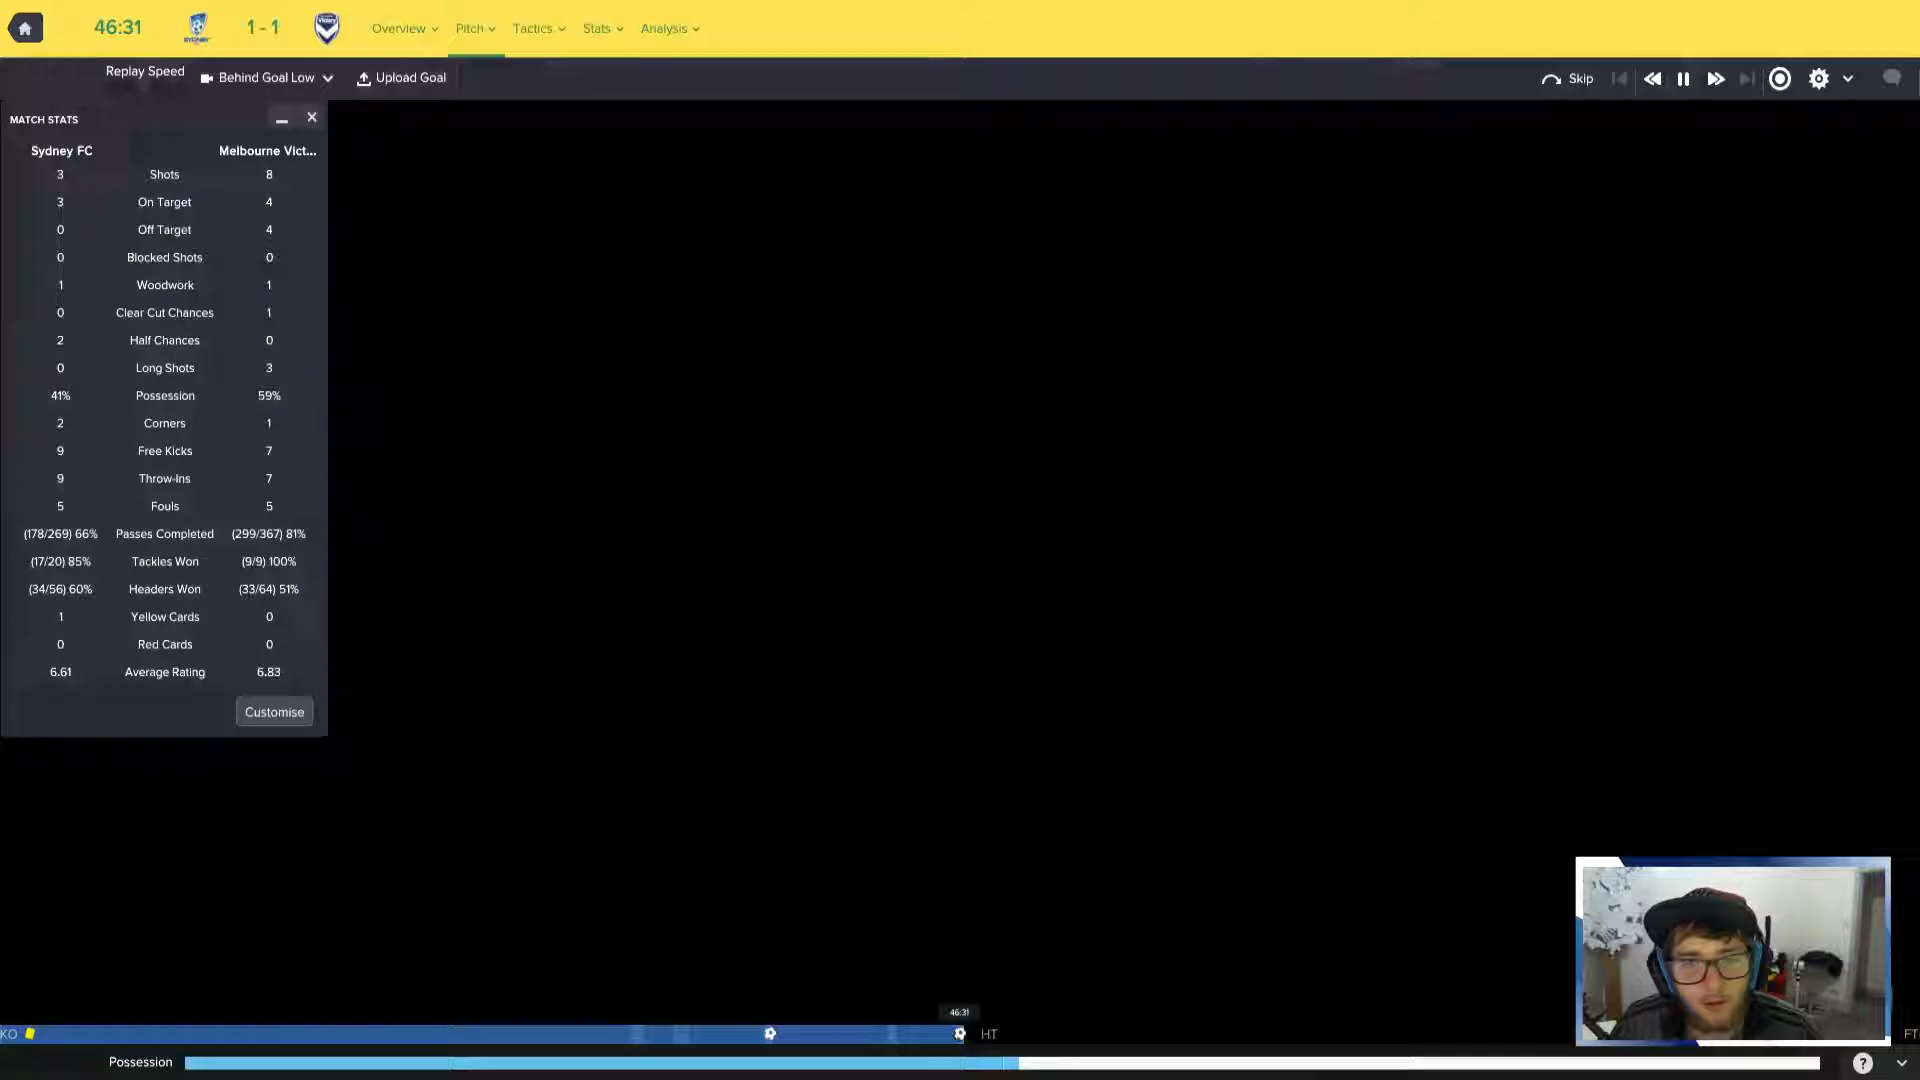 46:31 1 - 1 Overview Pitch Tactics Stats Analysis
Replay Speed Behind Goal Low Upload Goal Skip
MATCH STATS
Sydney FC Melbourne Vict...
3 Shots 8
3 On Target 4
0 Off Target 4
0 Blocked Shots 0
1 Woodwork 1
0 Clear Cut Chances 1
2 Half Chances 0
0 Long Shots 3
41% Possession 59%
2 Corners 1
9 Free Kicks 7
9 Throw-Ins 7
5 Fouls 5
(178/269) 66% Passes Completed (299/367) 81%
(17/20) 85% Tackles Won (9/9) 100%
(34/56) 60% Headers Won (33/64) 51%
1 Yellow Cards 0
0 Red Cards 0
6.61 Average Rating 6.83
Customise
46:31
KO HT FT
Possession ?